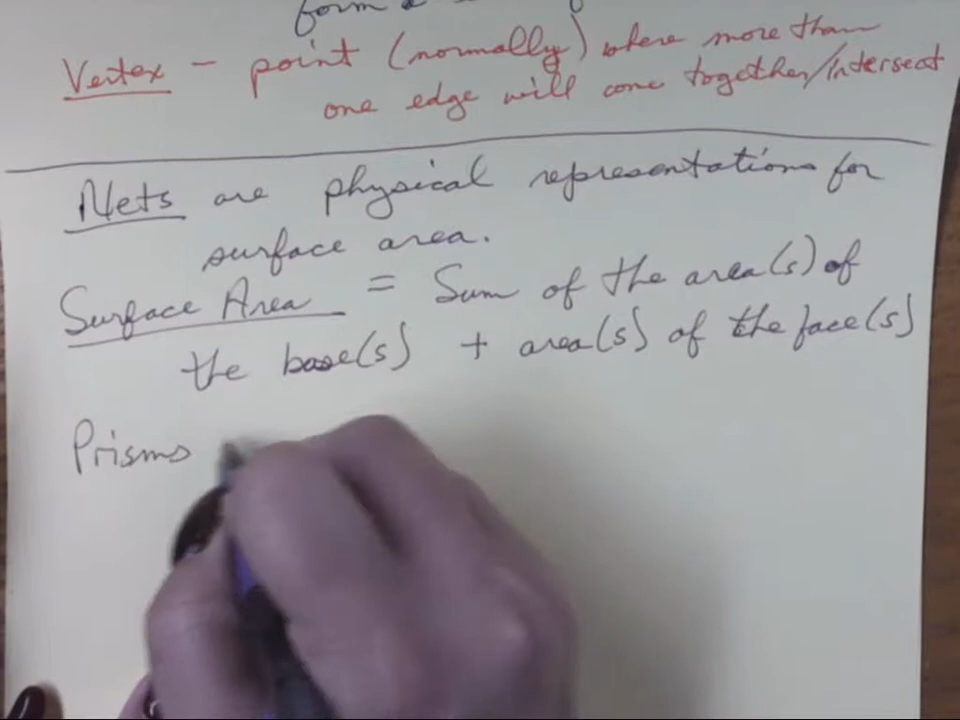 form a
Vertex - point (normally) where more than
one edge will come together/intersect
Nets are physical representations for
surface area.
Surface Area = Sum of the area(s) of
the base(s) + area(s) of the face(s)
Prisms